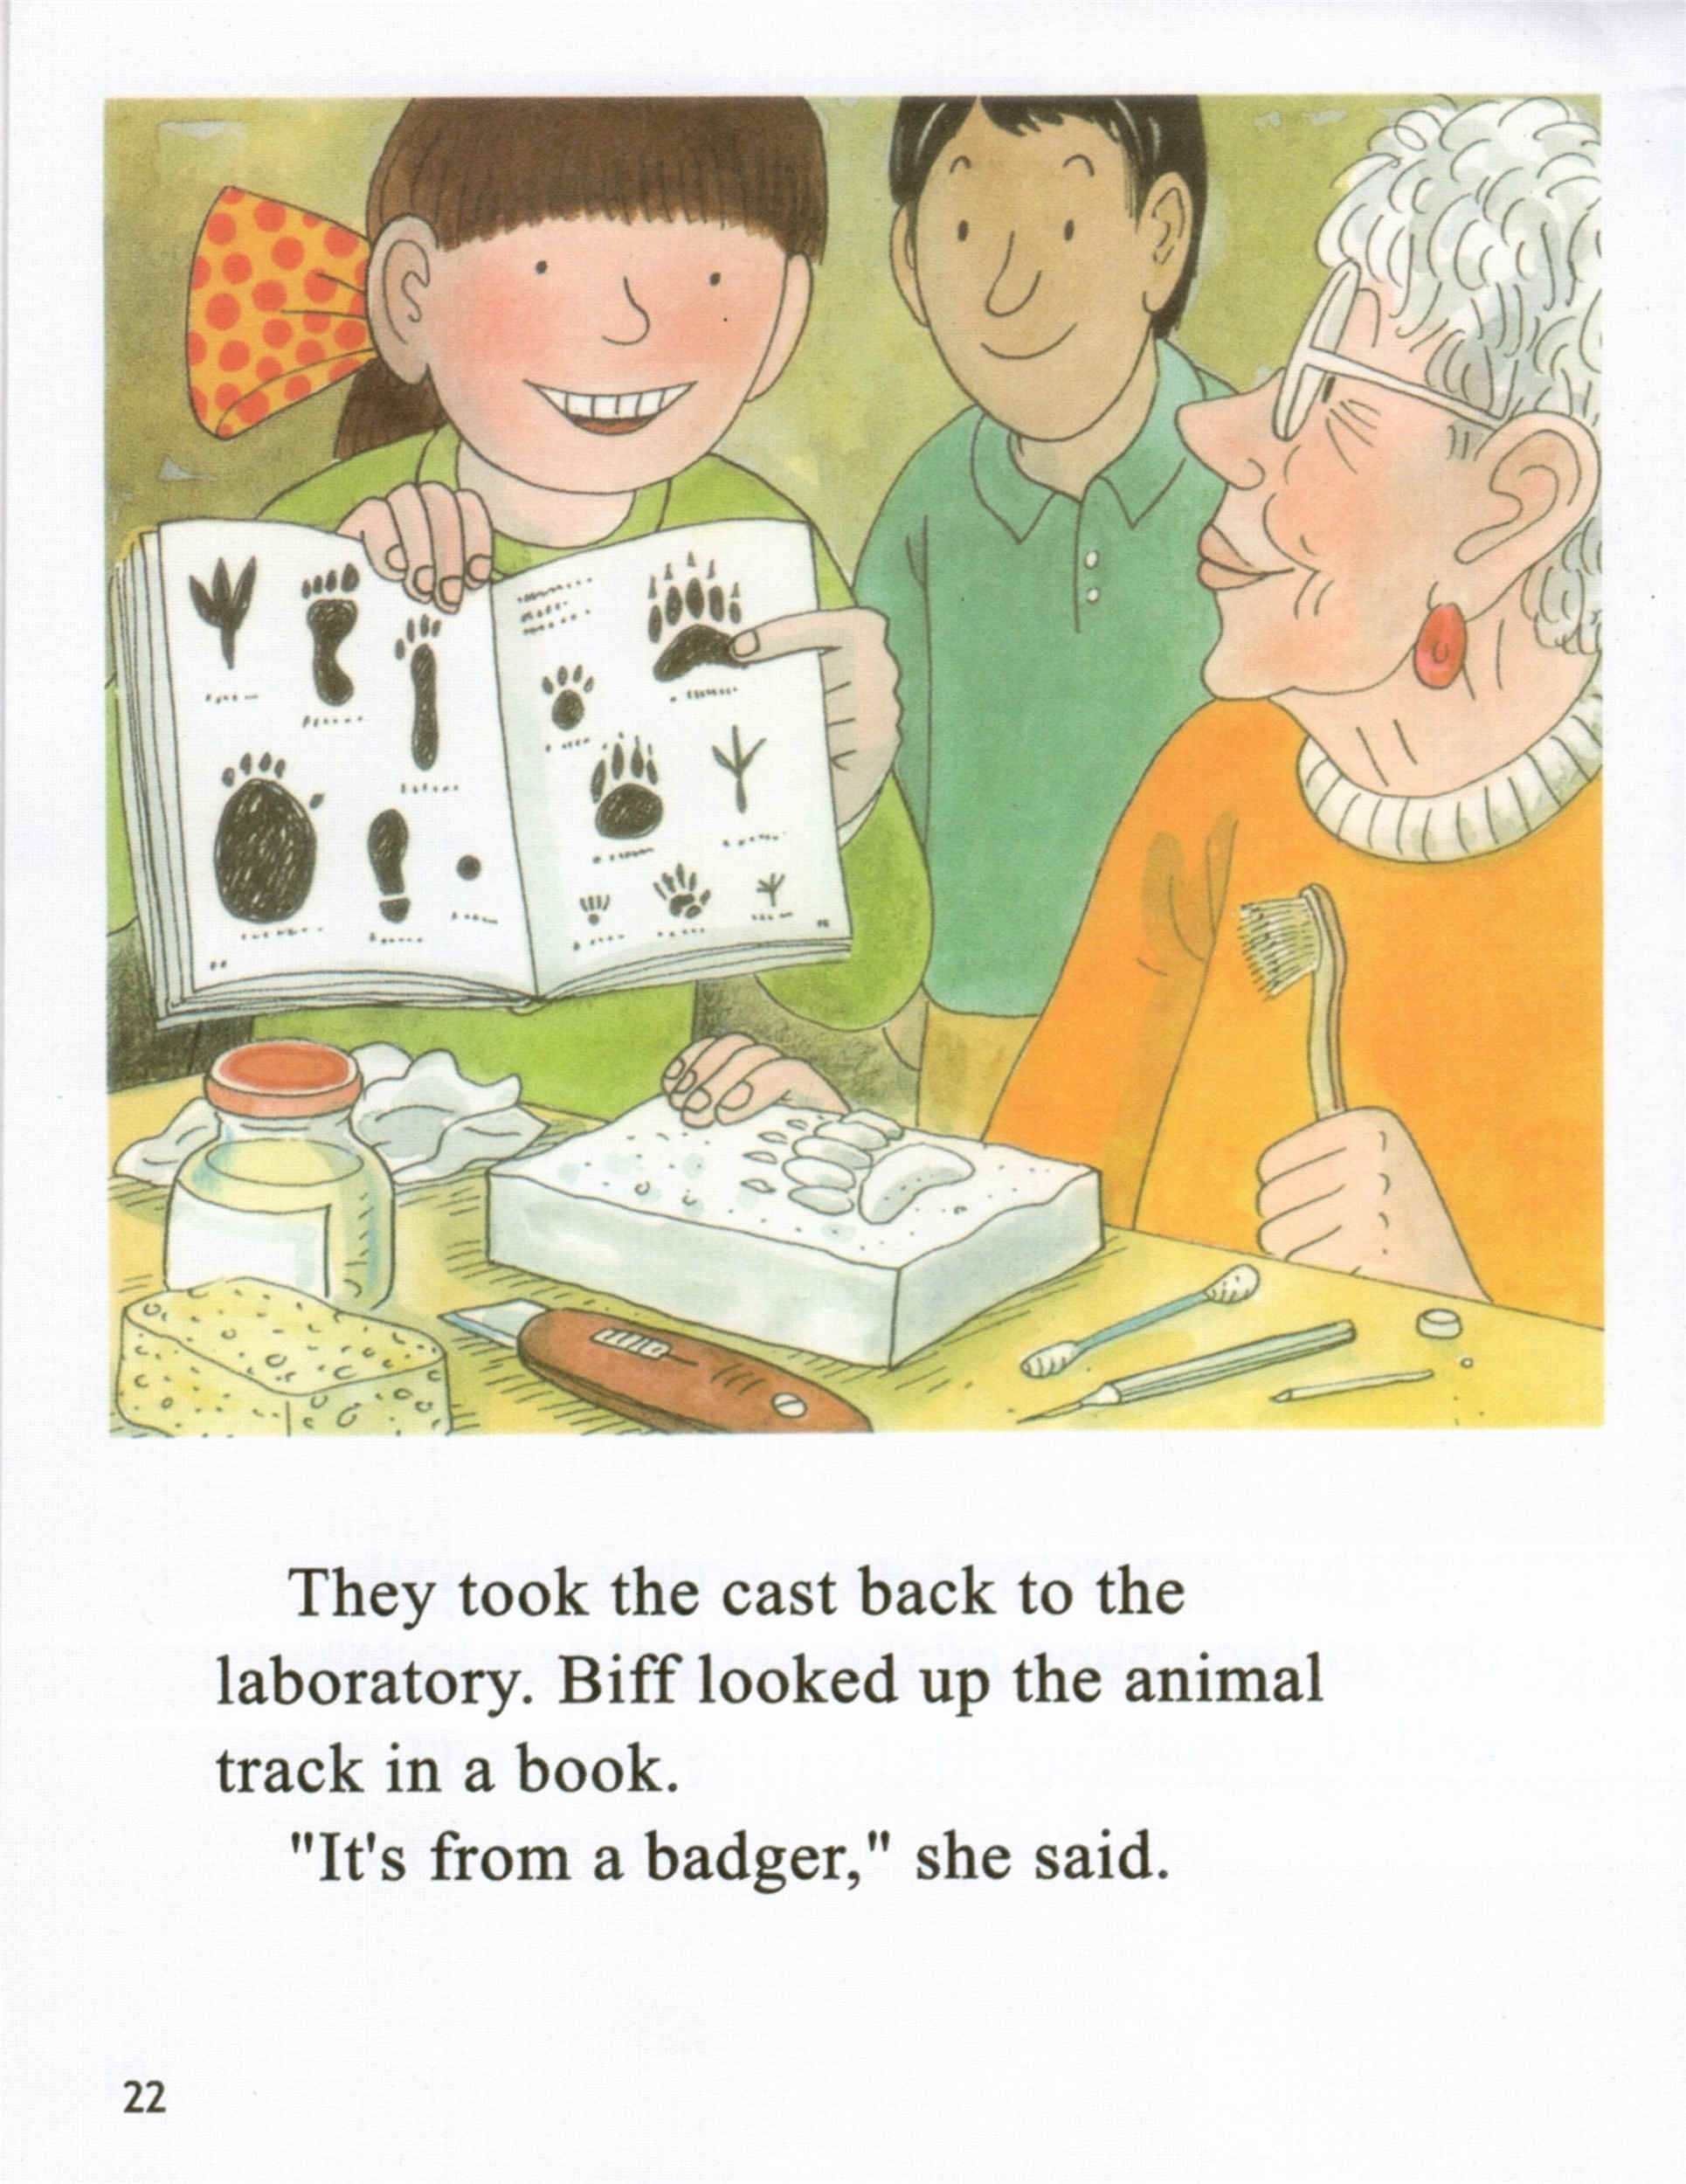 They took the cast back to the
laboratory. Biff looked up the animal
track in a book.
"It's from a badger," she said.
22